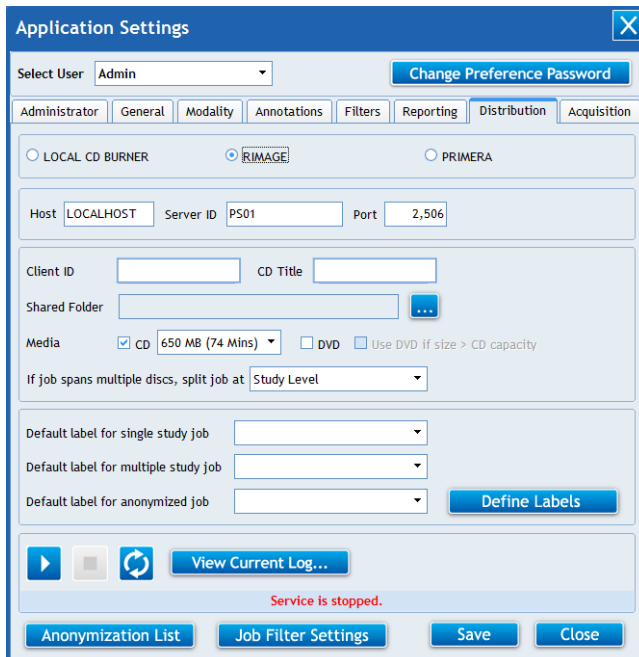 Application Settings X
Select User Admin Change Preference Password
Administrator General Modality Annotations Filters Reporting Distribution Acquisition
LOCAL CD BURNER RIMAGE PRIMERA
Host LOCALHOST Server ID PS01 Port 2,506
Client ID CD Title
Shared Folder ...
Media CD 650 MB (74 Mins) DVD Use DVD if size > CD capacity
If job spans multiple discs, split job at Study Level
Default label for single study job
Default label for multiple study job
Default label for anonymized job Define Labels
View Current Log...
Service is stopped.
Anonymization List Job Filter Settings Save Close